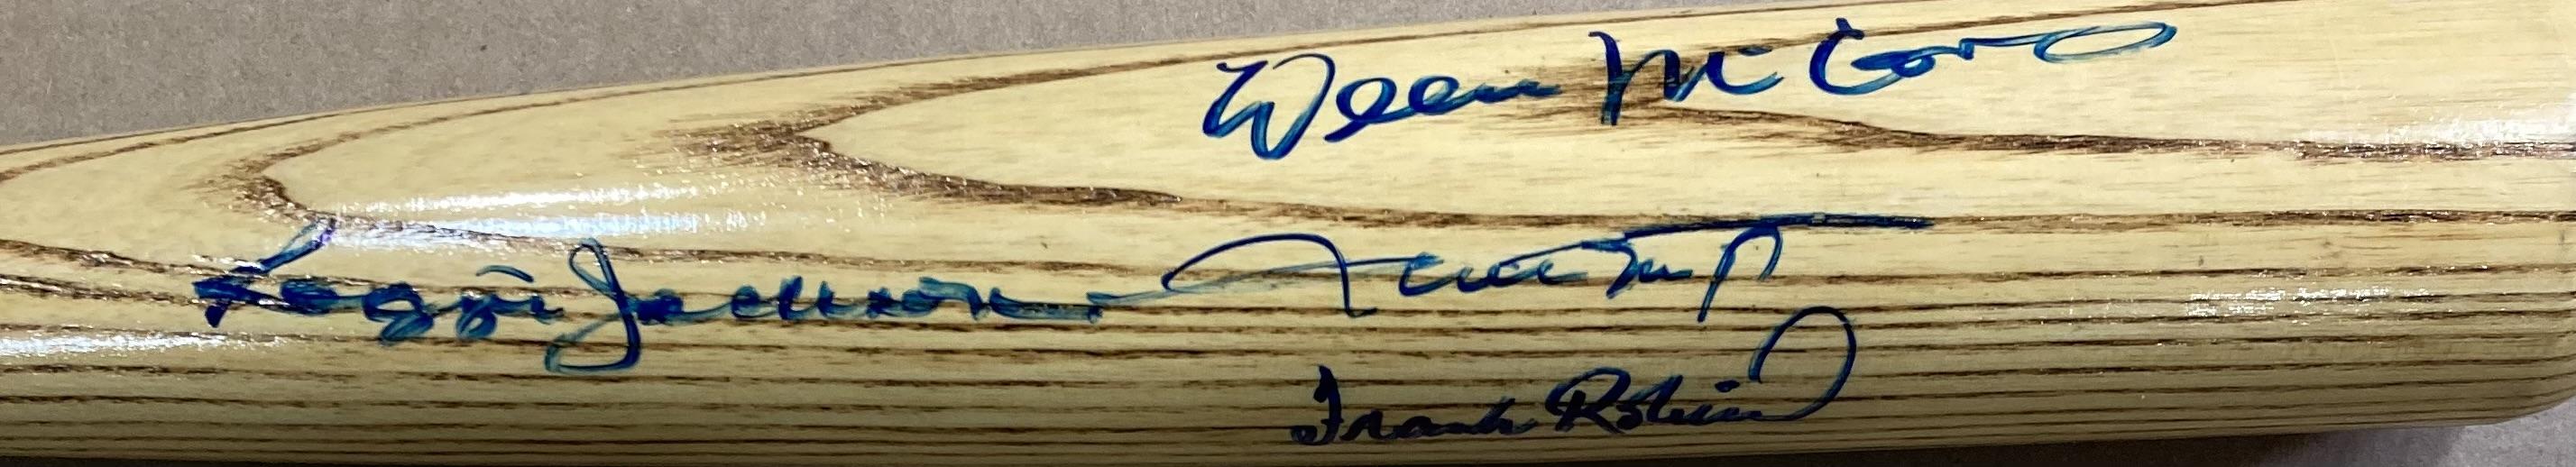 Willie McCovey
Reggie Jackson
Frank Robinson